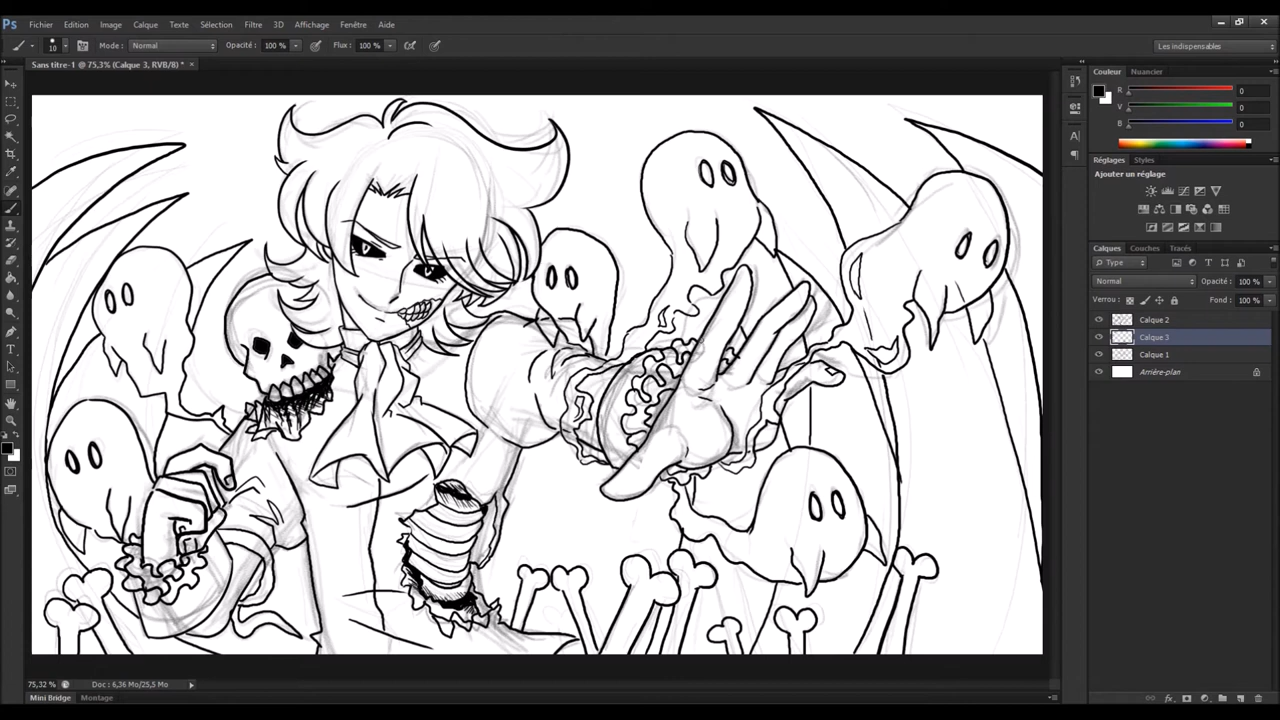 Ps Fichier Edition Image Calque Texte Sélection Filtre 3D Affichage Fenêtre Aide
10 Mode : Normal Opacité : 100 % Flux : 100 % Les indispensables
Sans titre-1 @ 75,3% (Calque 3, RVB/8) * ×
Couleur Nuancier
R 0
V 0
B 0
Réglages Styles
Ajouter un réglage
Calques Couches Tracés
Type
Normal Opacité : 100 %
Verrou : Fond : 100 %
Calque 2
Calque 3
Calque 1
Arrière-plan
75,32 % Doc : 6,36 Mo/25,5 Mo
Mini Bridge Montage